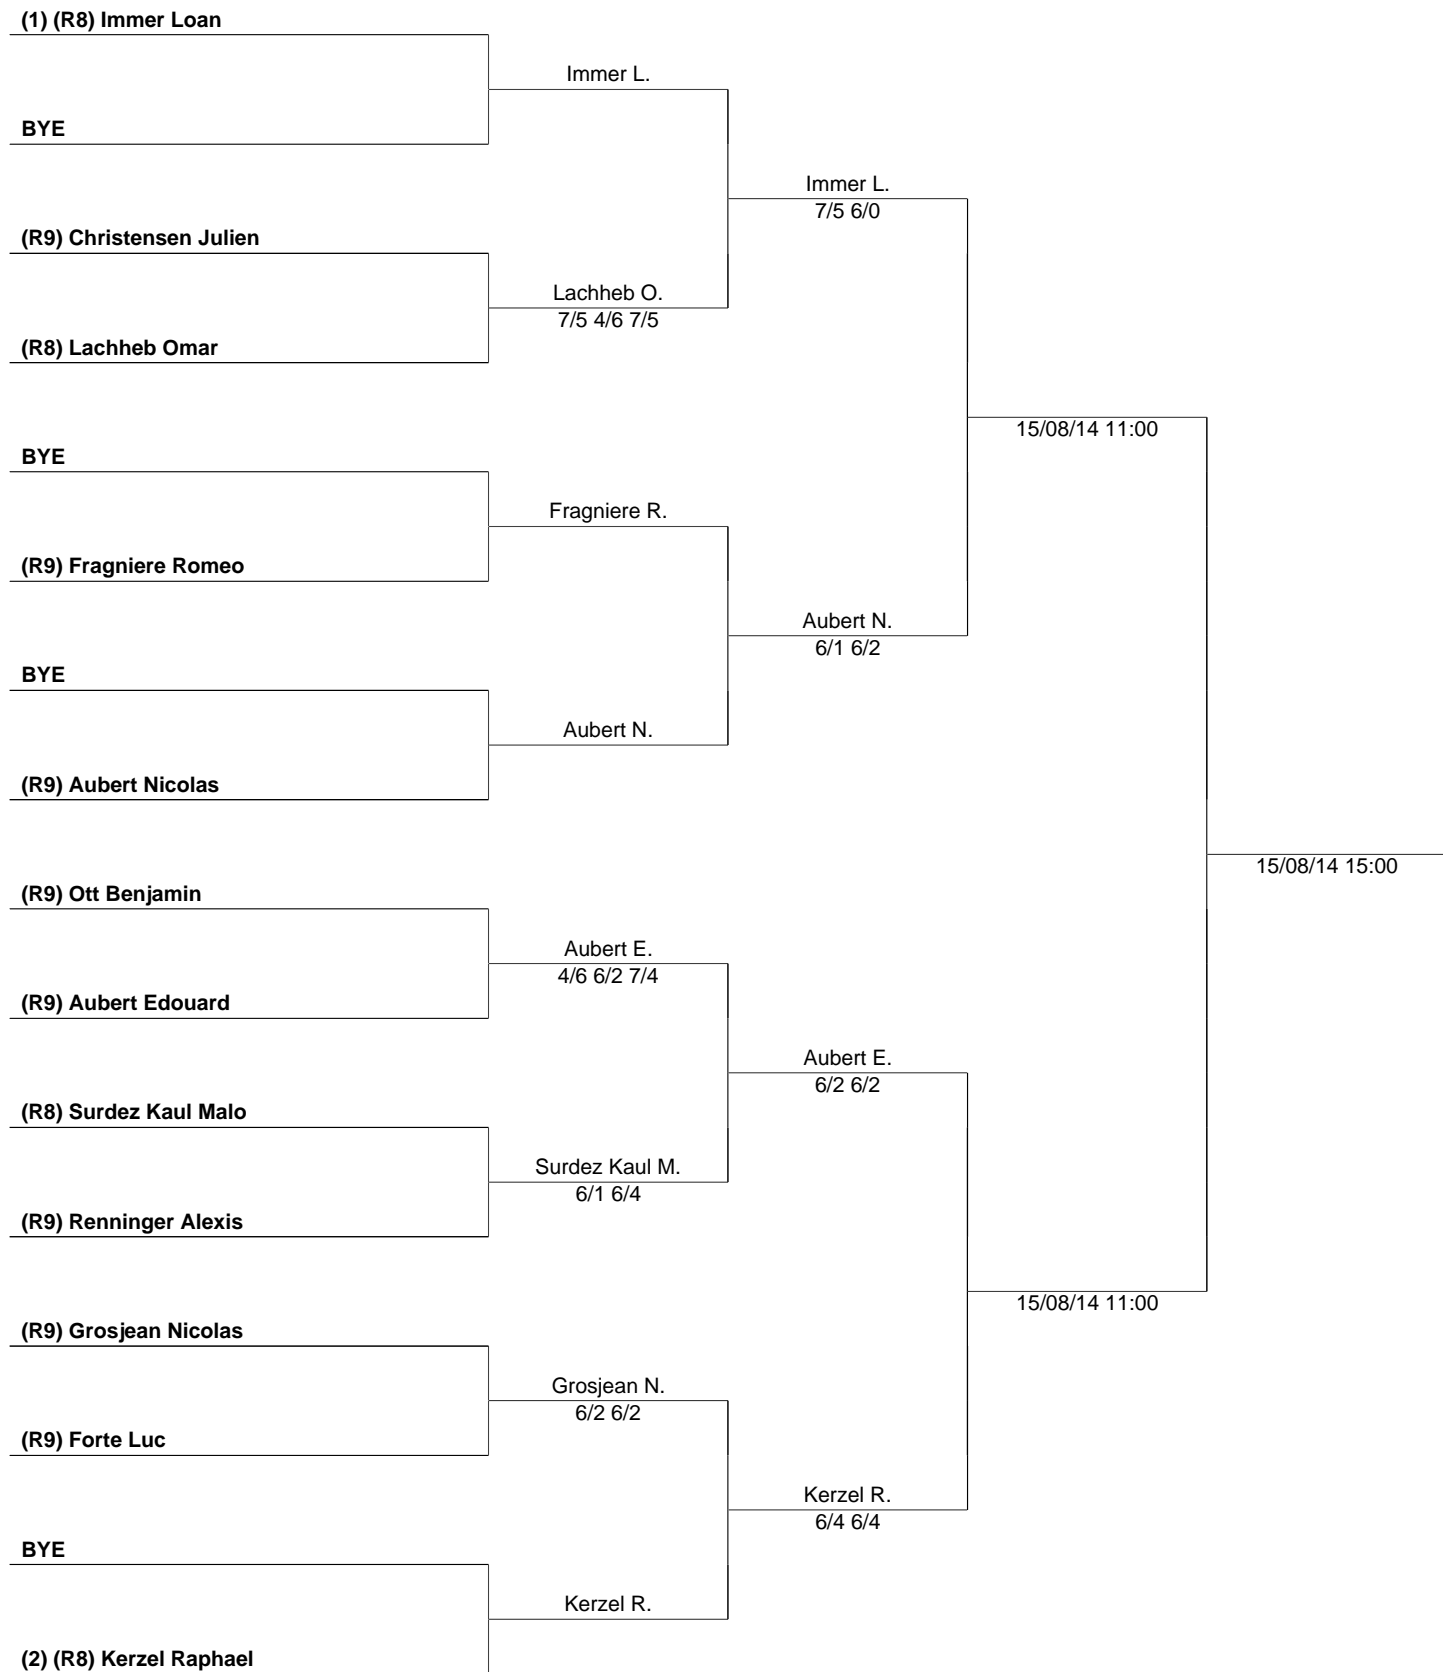 (1) (R8) Immer Loan
Immer L.
BYE
Immer L.
7/5 6/0
(R9) Christensen Julien
Lachheb O.
7/5 4/6 7/5
(R8) Lachheb Omar
15/08/14 11:00
BYE
Fragniere R.
(R9) Fragniere Romeo
Aubert N.
6/1 6/2
BYE
Aubert N.
(R9) Aubert Nicolas
15/08/14 15:00
(R9) Ott Benjamin
Aubert E.
4/6 6/2 7/4
(R9) Aubert Edouard
Aubert E.
6/2 6/2
(R8) Surdez Kaul Malo
Surdez Kaul M.
6/1 6/4
(R9) Renninger Alexis
15/08/14 11:00
(R9) Grosjean Nicolas
Grosjean N.
6/2 6/2
(R9) Forte Luc
Kerzel R.
6/4 6/4
BYE
Kerzel R.
(2) (R8) Kerzel Raphael